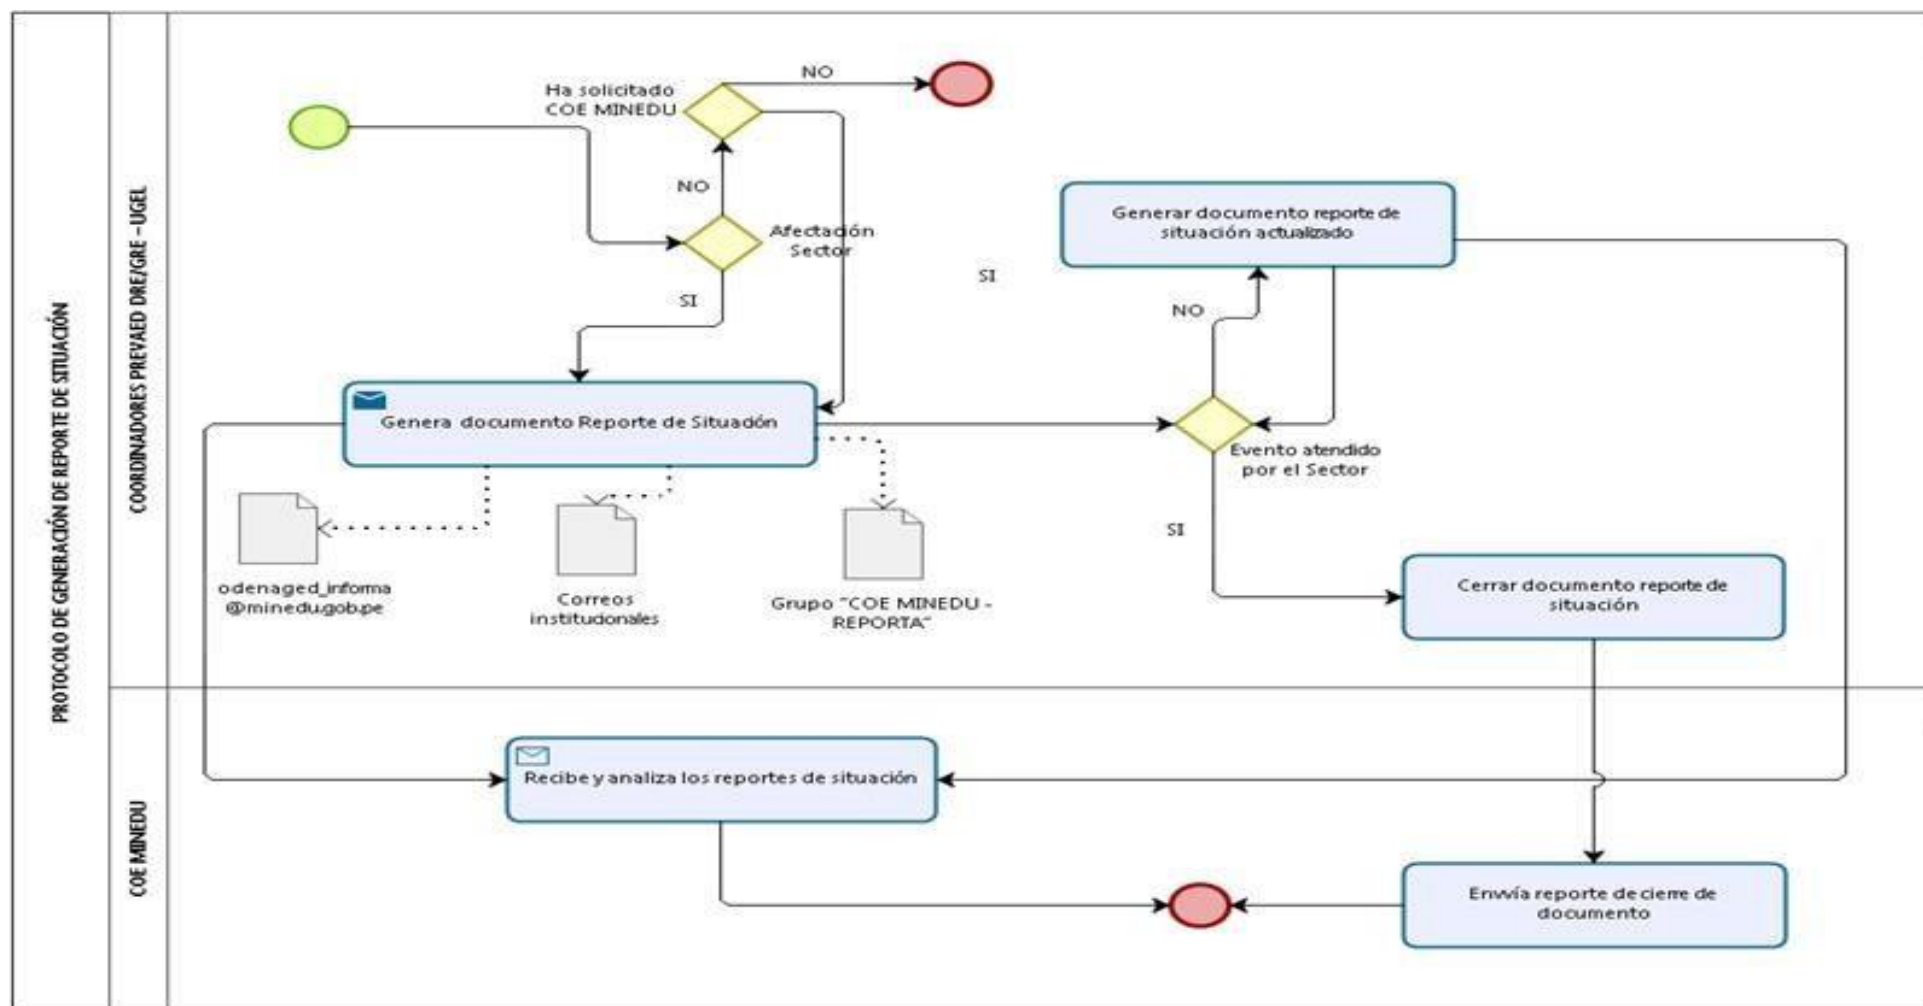 PROTOCOLO DE GENERACIÓN DE REPORTE DE SITUACIÓN
COORDINADORES PREVAED DRE/GRE - UGEL
Ha solicitado
COE MINEDU
NO
NO
Afectación
Sector
SI
SI
Generar documento reporte de
situación actualizado
NO
Genera documento Reporte de Situación
Evento atendido
por el Sector
SI
odenaged_informa
@minedu.gob.pe
Correos
institucionales
Grupo "COE MINEDU -
REPORTA"
Cerrar documento reporte de
situación
COE MINEDU
Recibe y analiza los reportes de situación
Envvía reporte de cierre de
documento